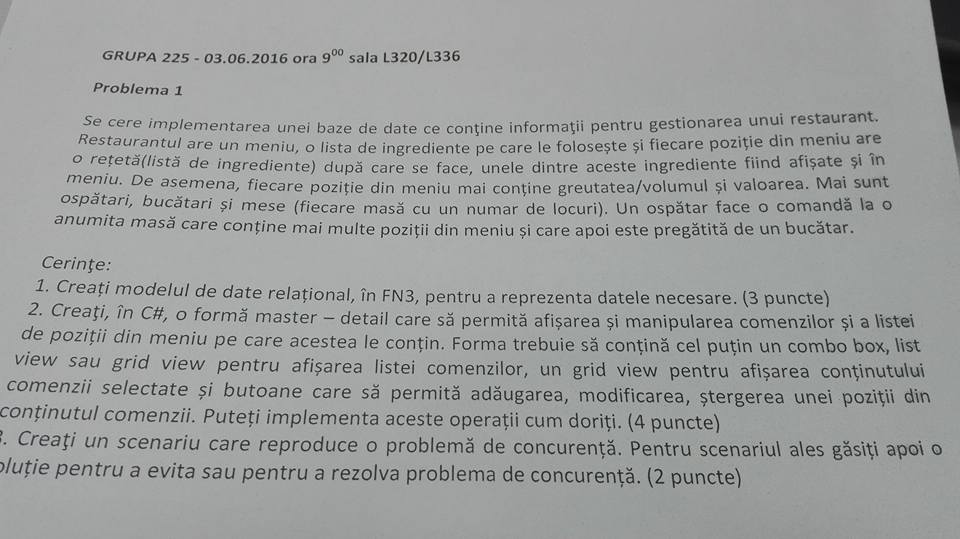 GRUPA 225 - 03.06.2016 ora 9⁰⁰ sala L320/L336
Problema 1
Se cere implementarea unei baze de date ce conţine informaţii pentru gestionarea unui restaurant.
Restaurantul are un meniu, o lista de ingrediente pe care le folosește și fiecare poziție din meniu are
o rețetă(listă de ingrediente) după care se face, unele dintre aceste ingrediente fiind afișate și în
meniu. De asemena, fiecare poziție din meniu mai conține greutatea/volumul și valoarea. Mai sunt
ospătari, bucătari și mese (fiecare masă cu un numar de locuri). Un ospătar face o comandă la o
anumita masă care conține mai multe poziții din meniu și care apoi este pregătită de un bucătar.
Cerinţe:
1. Creați modelul de date relațional, în FN3, pentru a reprezenta datele necesare. (3 puncte)
2. Creaţi, în C#, o formă master – detail care să permită afișarea și manipularea comenzilor și a listei
de poziții din meniu pe care acestea le conțin. Forma trebuie să conțină cel puțin un combo box, list
view sau grid view pentru afișarea listei comenzilor, un grid view pentru afișarea conținutului
comenzii selectate și butoane care să permită adăugarea, modificarea, ștergerea unei poziții din
conținutul comenzii. Puteți implementa aceste operații cum doriți. (4 puncte)
3. Creaţi un scenariu care reproduce o problemă de concurență. Pentru scenariul ales găsiți apoi o
oluție pentru a evita sau pentru a rezolva problema de concurență. (2 puncte)